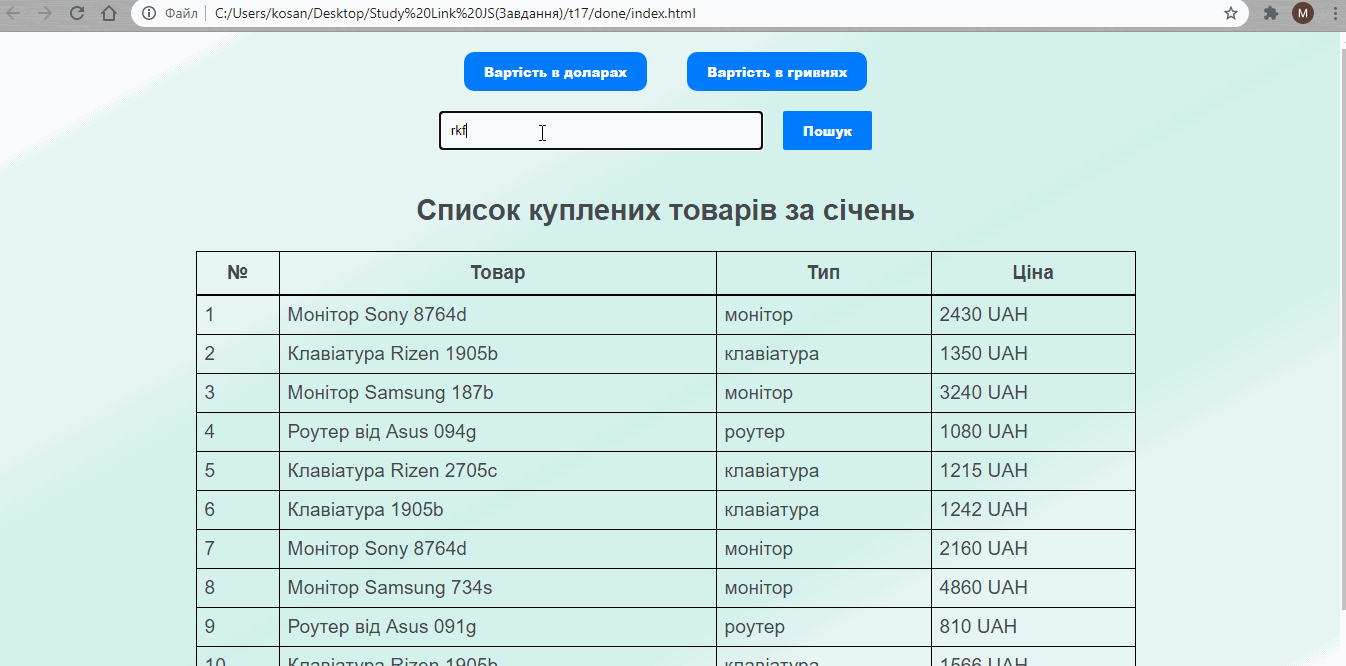 Файл C:/Users/kosan/Desktop/Study%20Link%20JS(Завдання)/t17/done/index.html M
Вартість в доларах Вартість в гривнях
rkf Пошук
Список куплених товарів за січень
№ Товар Тип Ціна
1 Монітор Sony 8764d монітор 2430 UAH
2 Клавіатура Rizen 1905b клавіатура 1350 UAH
3 Монітор Samsung 187b монітор 3240 UAH
4 Роутер від Asus 094g роутер 1080 UAH
5 Клавіатура Rizen 2705c клавіатура 1215 UAH
6 Клавіатура 1905b клавіатура 1242 UAH
7 Монітор Sony 8764d монітор 2160 UAH
8 Монітор Samsung 734s монітор 4860 UAH
9 Роутер від Asus 091g роутер 810 UAH
10 Клавіатура Rizen 1905b клавіатура 1566 UAH